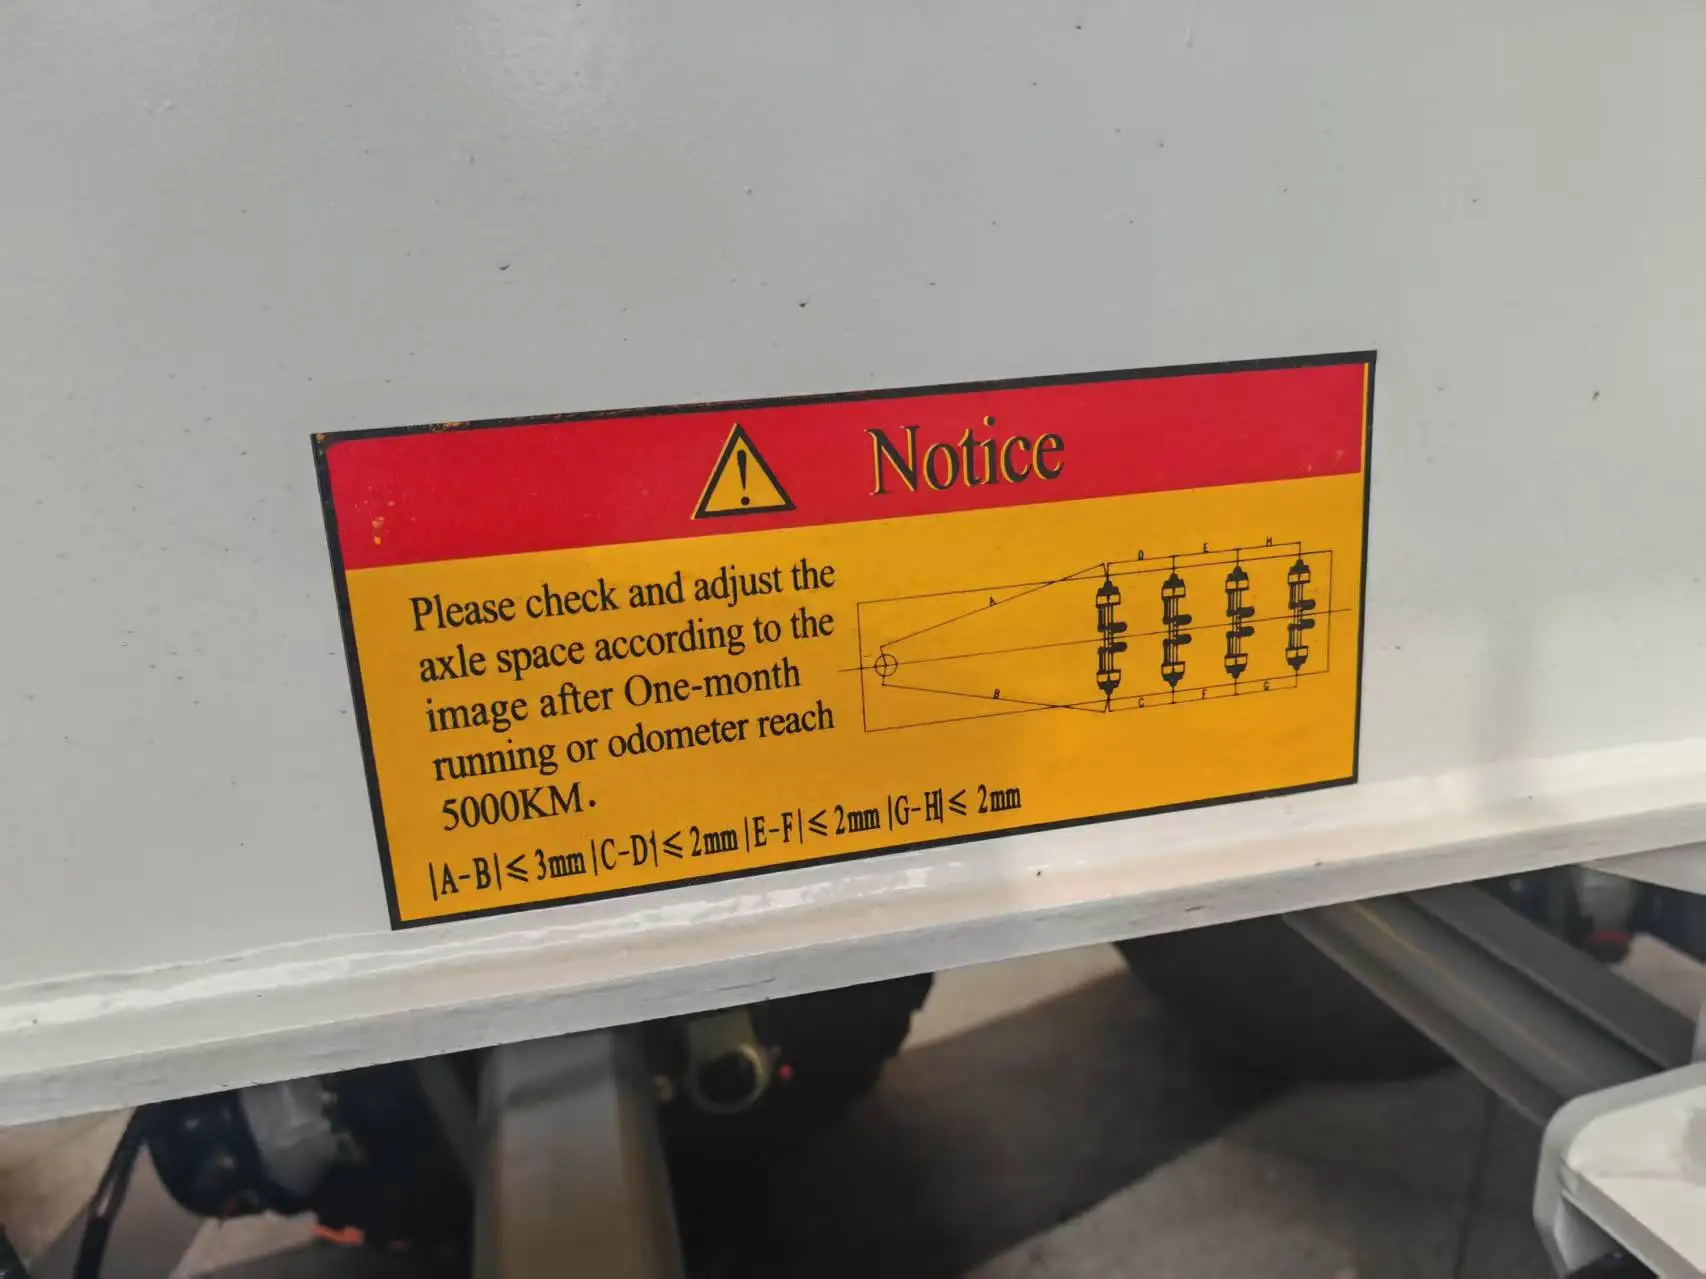 Notice
Please check and adjust the
axle space according to the
image after One-month
running or odometer reach
5000KM.
|A-B|≤3mm|C-D|≤2mm|E-F|≤2mm|G-H|≤2mm
D E H
A
B
C F G